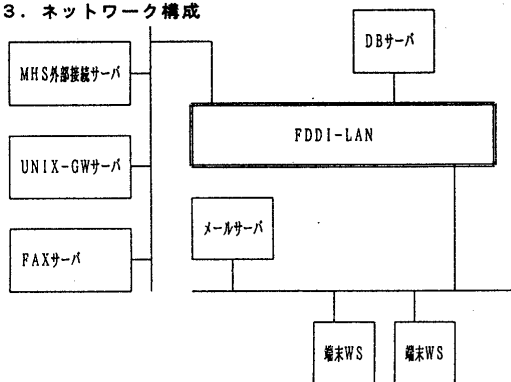 3．ネットワーク構成
DBサーバ
MHS外部接続サーバ
FDDI-LAN
UNIX-GWサーバ
メールサーバ
FAXサーバ
端末WS
端末WS